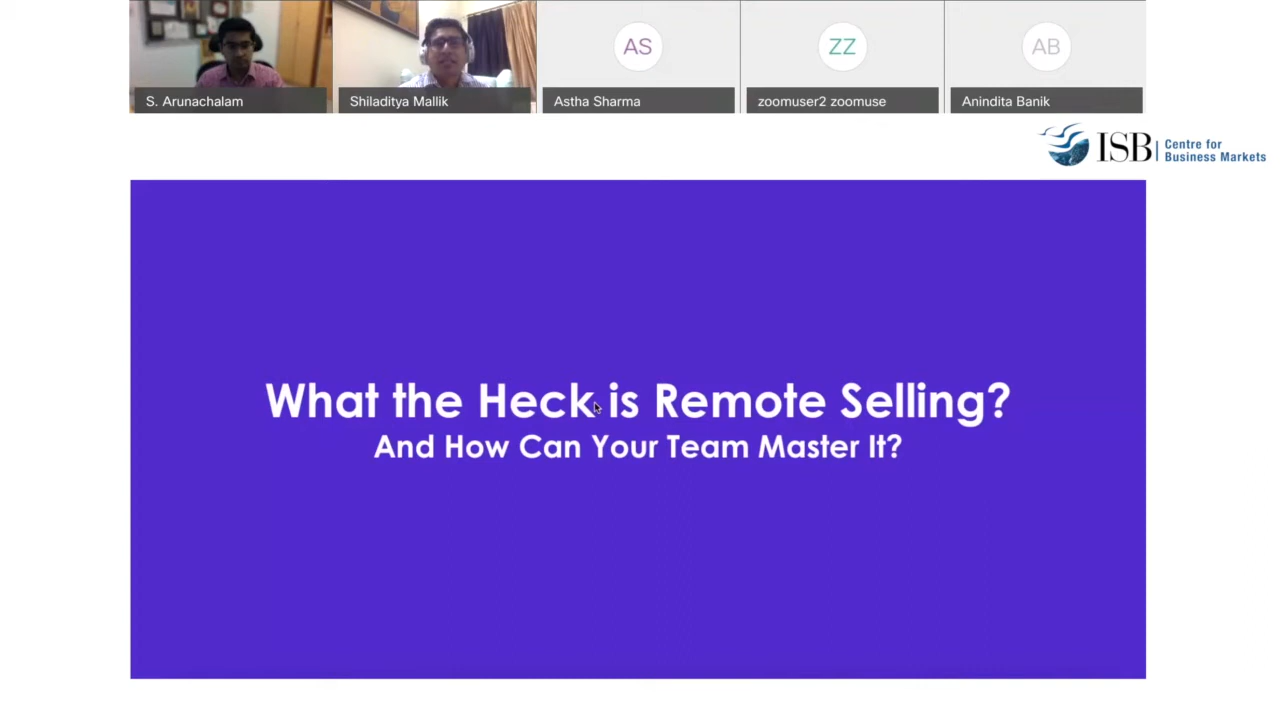 S. Arunachalam
Shiladitya Mallik
AS
Astha Sharma
ZZ
zoomuser2 zoomuse
AB
Anindita Banik
ISB
Centre for
Business Markets
What the Heck is Remote Selling?
And How Can Your Team Master It?